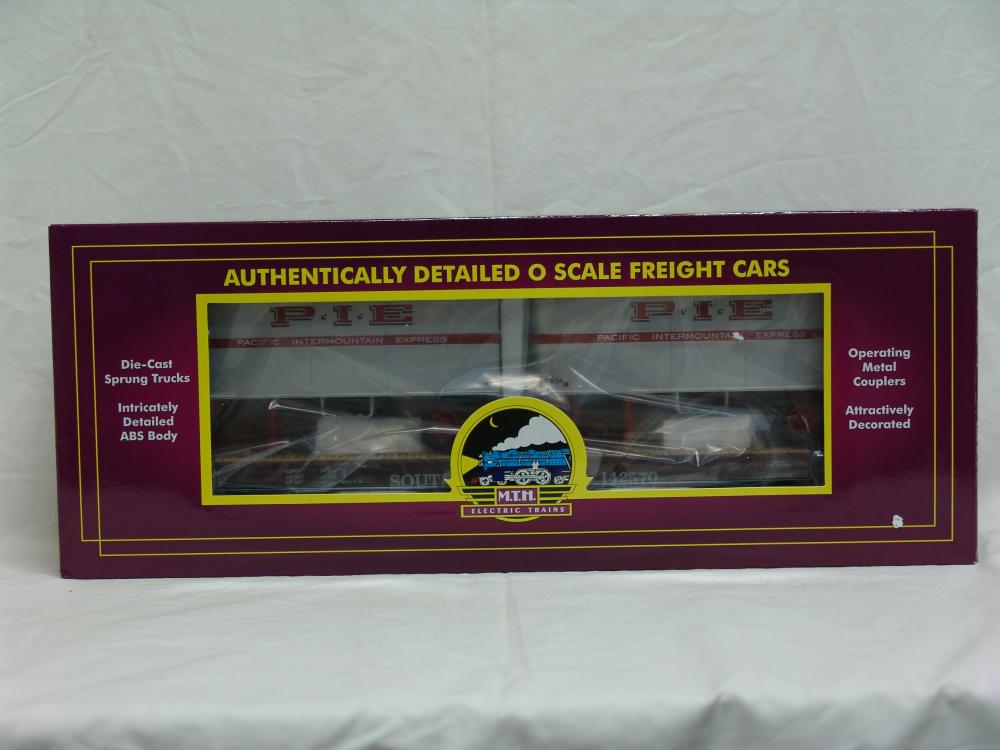 AUTHENTICALLY DETAILED O SCALE FREIGHT CARS
P·I·E
P·I·E
PACIFIC INTERMOUNTAIN EXPRESS
PACIFIC INTERMOUNTAIN EXPRESS
Die-Cast
Sprung Trucks
Intricately
Detailed
ABS Body
Operating
Metal
Couplers
Attractively
Decorated
SOUT
142570
M.T.H.
ELECTRIC TRAINS